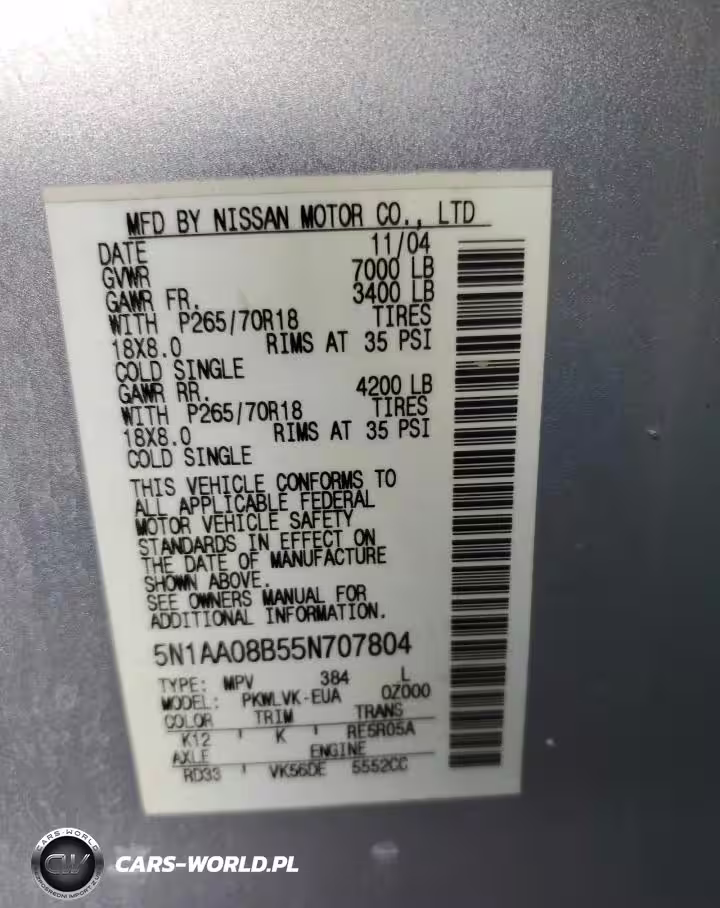 MFD BY NISSAN MOTOR CO., LTD
DATE 11/04
GVWR 7000 LB
GAWR FR. 3400 LB
WITH P265/70R18 TIRES
18X8.0 RIMS AT 35 PSI
COLD SINGLE
GAWR RR. 4200 LB
WITH P265/70R18 TIRES
18X8.0 RIMS AT 35 PSI
COLD SINGLE
THIS VEHICLE CONFORMS TO
ALL APPLICABLE FEDERAL
MOTOR VEHICLE SAFETY
STANDARDS IN EFFECT ON
THE DATE OF MANUFACTURE
SHOWN ABOVE.
SEE OWNERS MANUAL FOR
ADDITIONAL INFORMATION.
5N1AA08B55N707804
TYPE: MPV 384 L
MODEL: PKWLVK-EUA 0Z000
COLOR TRIM TRANS
K12 ' K ' RE5R05A
AXLE ENGINE
RD33 ' VK56DE 5552CC
CARS-WORLD
CW
CARS-WORLD.PL